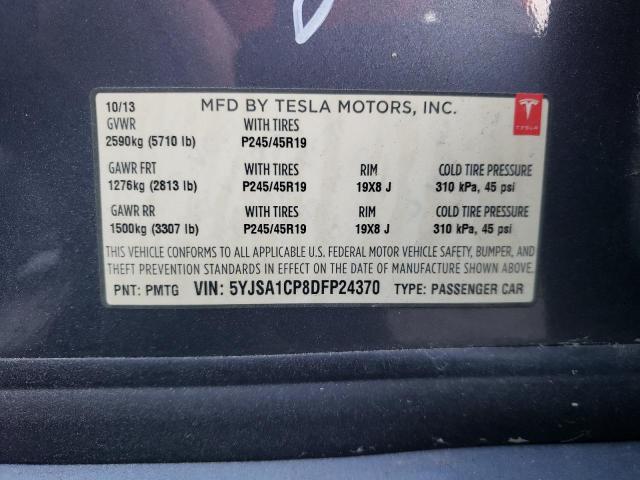 10/13 MFD BY TESLA MOTORS, INC.
GVWR WITH TIRES
2590kg (5710 lb) P245/45R19
TESLA
GAWR FRT WITH TIRES RIM COLD TIRE PRESSURE
1276kg (2813 lb) P245/45R19 19X8 J 310 kPa, 45 psi
GAWR RR WITH TIRES RIM COLD TIRE PRESSURE
1500kg (3307 lb) P245/45R19 19X8 J 310 kPa, 45 psi
THIS VEHICLE CONFORMS TO ALL APPLICABLE U.S. FEDERAL MOTOR VEHICLE SAFETY, BUMPER, AND
THEFT PREVENTION STANDARDS IN EFFECT ON THE DATE OF MANUFACTURE SHOWN ABOVE.
PNT: PMTG VIN: 5YJSA1CP8DFP24370 TYPE: PASSENGER CAR